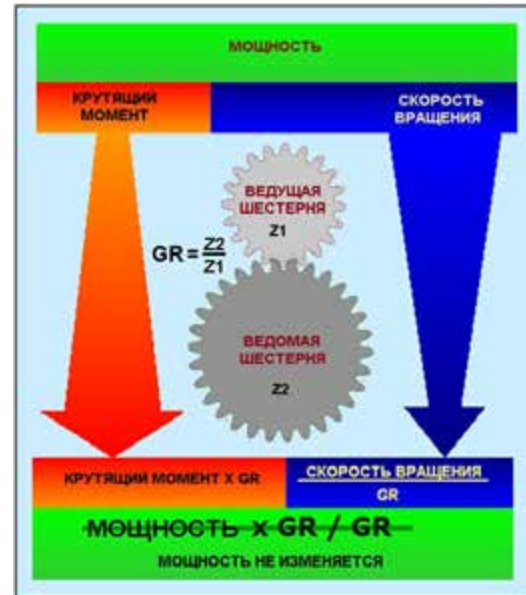 МОЩНОСТЬ
КРУТЯЩИЙ
МОМЕНТ
СКОРОСТЬ
ВРАЩЕНИЯ
ВЕДУЩАЯ
ШЕСТЕРНЯ
Z1
GR = Z2
Z1
ВЕДОМАЯ
ШЕСТЕРНЯ
Z2
КРУТЯЩИЙ МОМЕНТ X GR
СКОРОСТЬ ВРАЩЕНИЯ
GR
МОЩНОСТЬ x GR / GR
МОЩНОСТЬ НЕ ИЗМЕНЯЕТСЯ